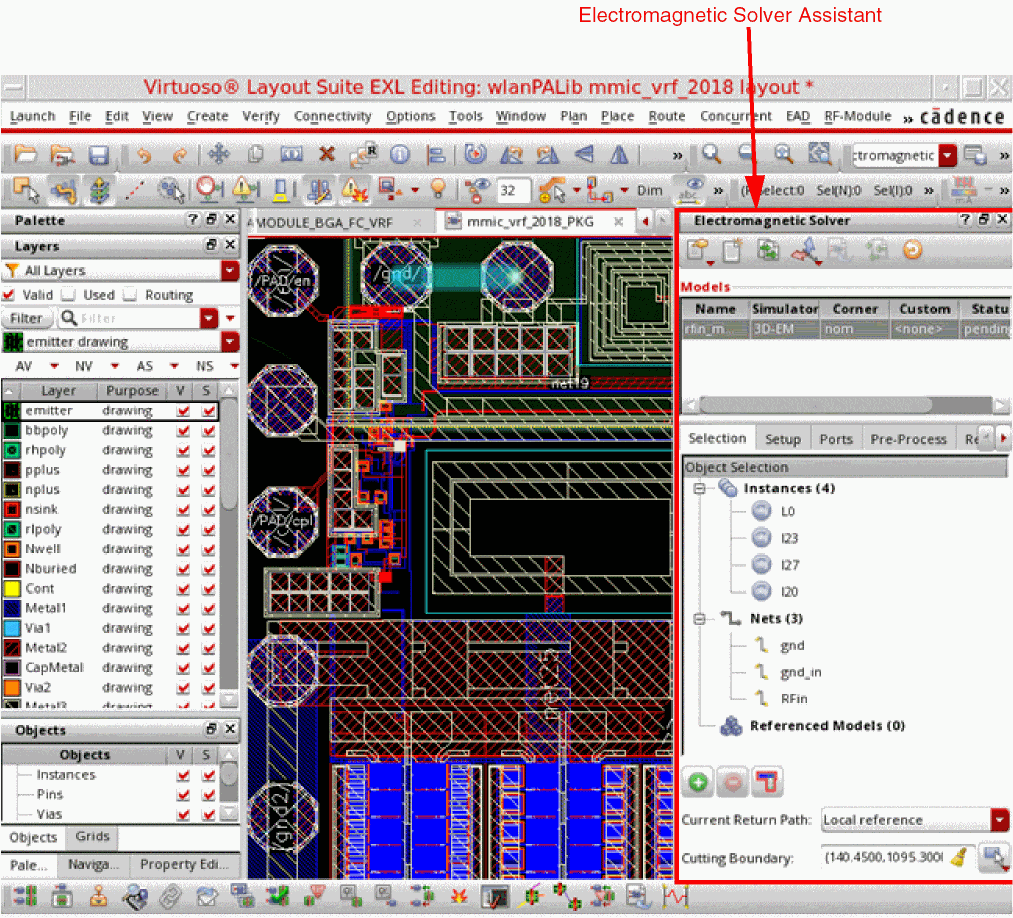 Electromagnetic Solver Assistant
Virtuoso® Layout Suite EXL Editing: wlanPALib mmic_vrf_2018 layout *
Launch File Edit View Create Verify Connectivity Options Tools Window Plan Place Route Concurrent EAD RF-Module » cādence
R » :tromagnetic
32 Dim abc » (F)Select:0 Sel(N):0 Sel(I):0 » »
Palette
MODULE_BGA_FC_VRF
mmic_vrf_2018_PKG
Electromagnetic Solver
Layers
All Layers
Valid Used Routing
Filter Filter
emitter drawing
AV NV AS NS
Layer Purpose V S
emitter drawing
bbpoly drawing
rhpoly drawing
pplus drawing
nplus drawing
nsink drawing
rlpoly drawing
Nwell drawing
Nburied drawing
Cont drawing
Metal1 drawing
Via1 drawing
Metal2 drawing
CapMetal drawing
Via2 drawing
Metal3 drawing
Objects
Objects V S
Instances
Pins
Vias
Objects Grids
Pale... Naviga... Property Edi...
/PAD/en
/gnd/
net19
/PAD/cpl
net25
/gnd2/
Models
Name Simulator Corner Custom Statu
rfin_m... 3D-EM nom <none> pending
Selection Setup Ports Pre-Process Re
Object Selection
Instances (4)
L0
I23
I27
I20
Nets (3)
gnd
gnd_in
RFin
Referenced Models (0)
Current Return Path: Local reference
Cutting Boundary: (140.4500,1095.300